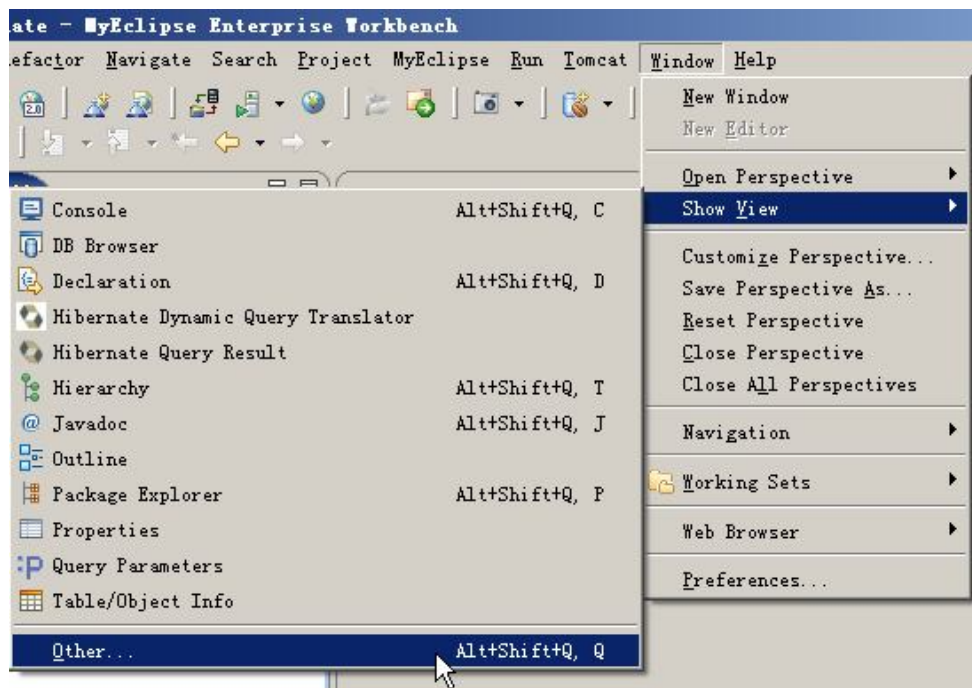 ate - MyEclipse Enterprise Workbench
efactor Navigate Search Project MyEclipse Run Tomcat Window Help
2.0
New Window
New Editor
Open Perspective
Show View
Customize Perspective...
Save Perspective As...
Reset Perspective
Close Perspective
Close All Perspectives
Navigation
Working Sets
Web Browser
Preferences...
Console Alt+Shift+Q, C
DB Browser
Declaration Alt+Shift+Q, D
Hibernate Dynamic Query Translator
Hibernate Query Result
Hierarchy Alt+Shift+Q, T
@ Javadoc Alt+Shift+Q, J
Outline
Package Explorer Alt+Shift+Q, P
Properties
:P Query Parameters
Table/Object Info
Other... Alt+Shift+Q, Q